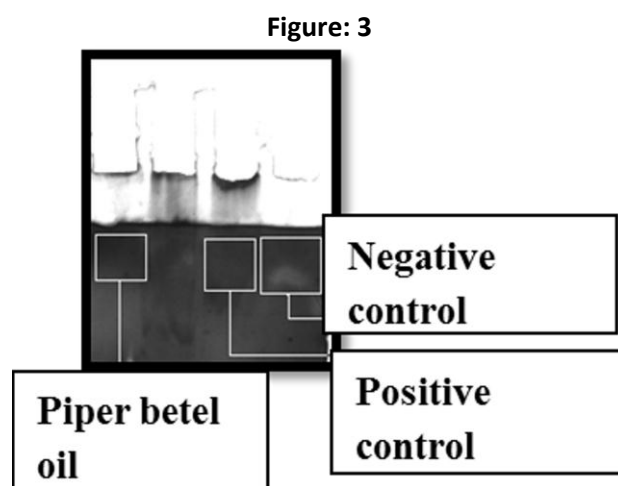 Figure: 3
Negative
control
Positive
control
Piper betel
oil